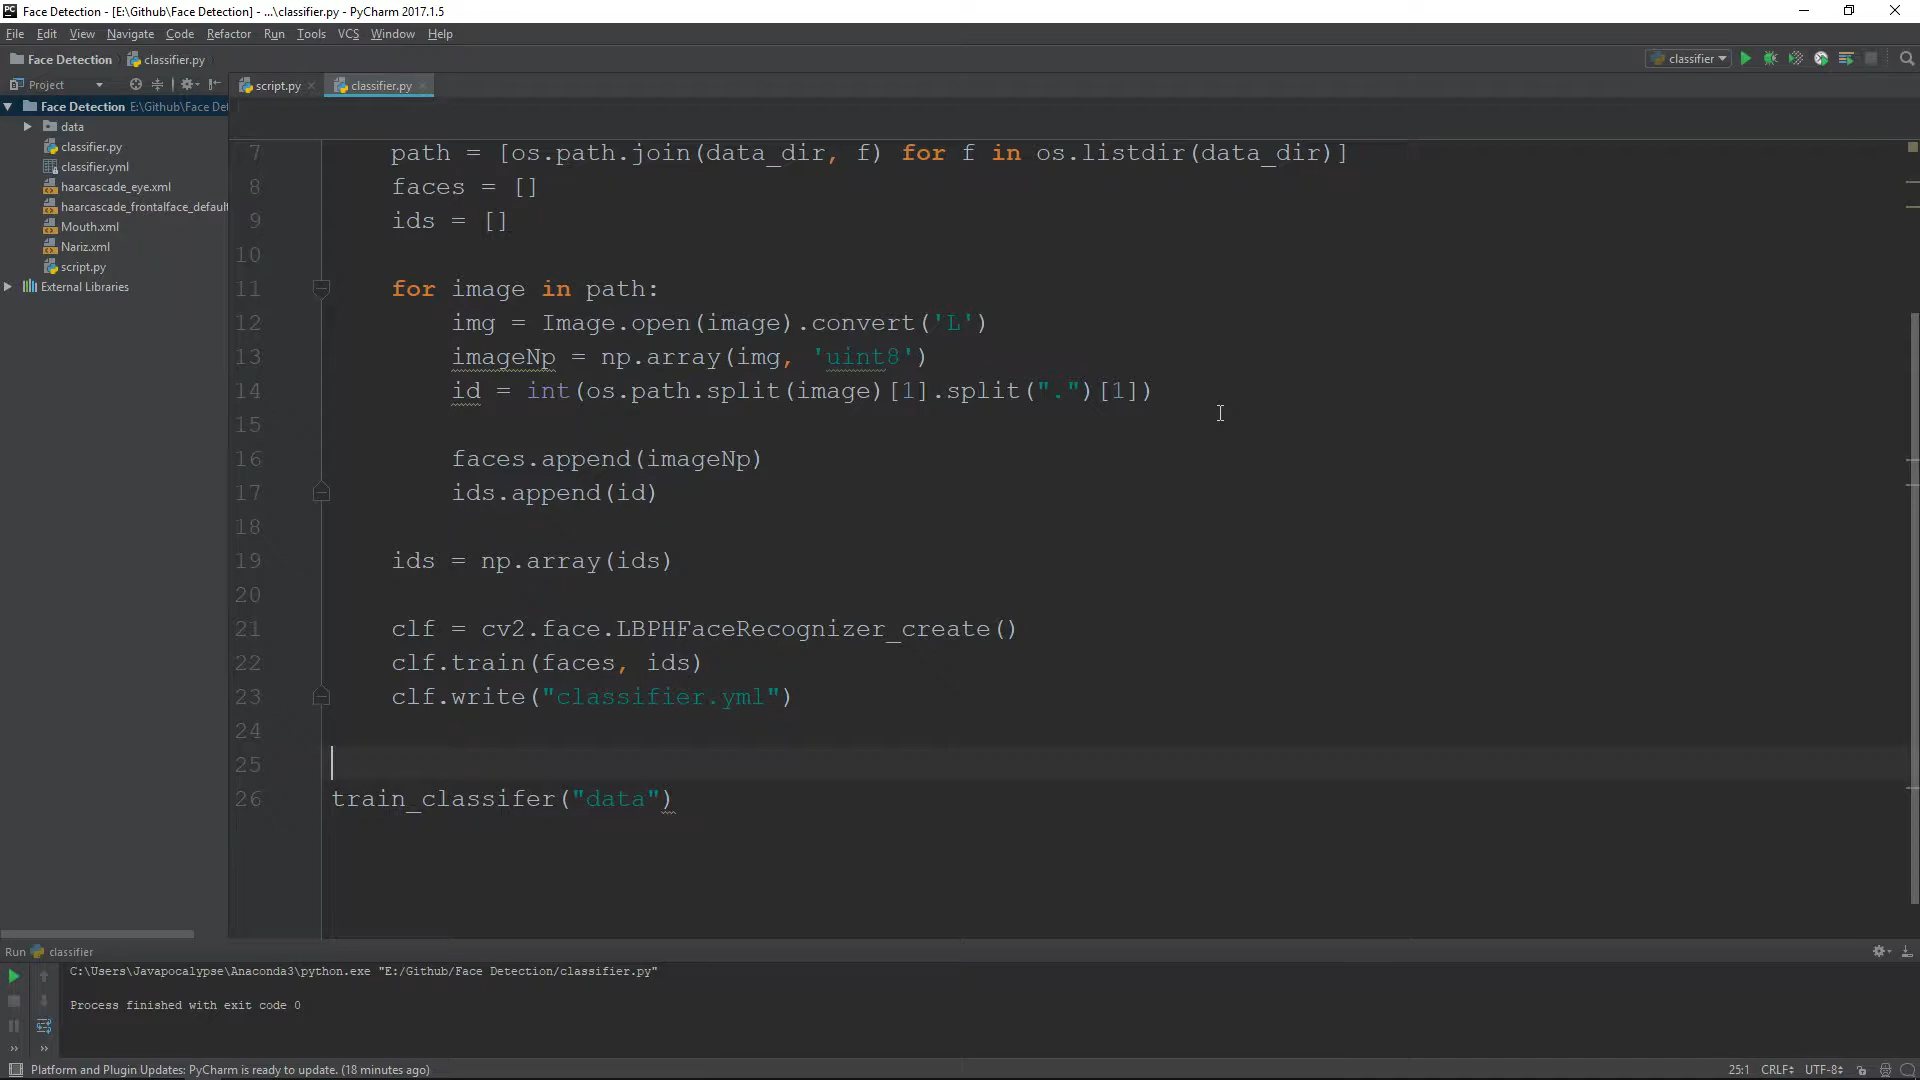 Face Detection - [E:\Github\Face Detection] - ...\classifier.py - PyCharm 2017.1.5
File Edit View Navigate Code Refactor Run Tools VCS Window Help
Face Detection classifier.py classifier
Project script.py classifier.py
Face Detection E:\Github\Face Det
data
classifier.py
classifier.yml
haarcascade_eye.xml
haarcascade_frontalface_default
Mouth.xml
Nariz.xml
script.py
External Libraries
7 path = [os.path.join(data_dir, f) for f in os.listdir(data_dir)]
8 faces = []
9 ids = []
10
11 for image in path:
12 img = Image.open(image).convert('L')
13 imageNp = np.array(img, 'uint8')
14 id = int(os.path.split(image)[1].split(".")[1])
15
16 faces.append(imageNp)
17 ids.append(id)
18
19 ids = np.array(ids)
20
21 clf = cv2.face.LBPHFaceRecognizer_create()
22 clf.train(faces, ids)
23 clf.write("classifier.yml")
24
25
26 train_classifer("data")
Run classifier
C:\Users\Javapocalypse\Anaconda3\python.exe "E:/Github/Face Detection/classifier.py"
Process finished with exit code 0
Platform and Plugin Updates: PyCharm is ready to update. (18 minutes ago) 25:1 CRLF UTF-8